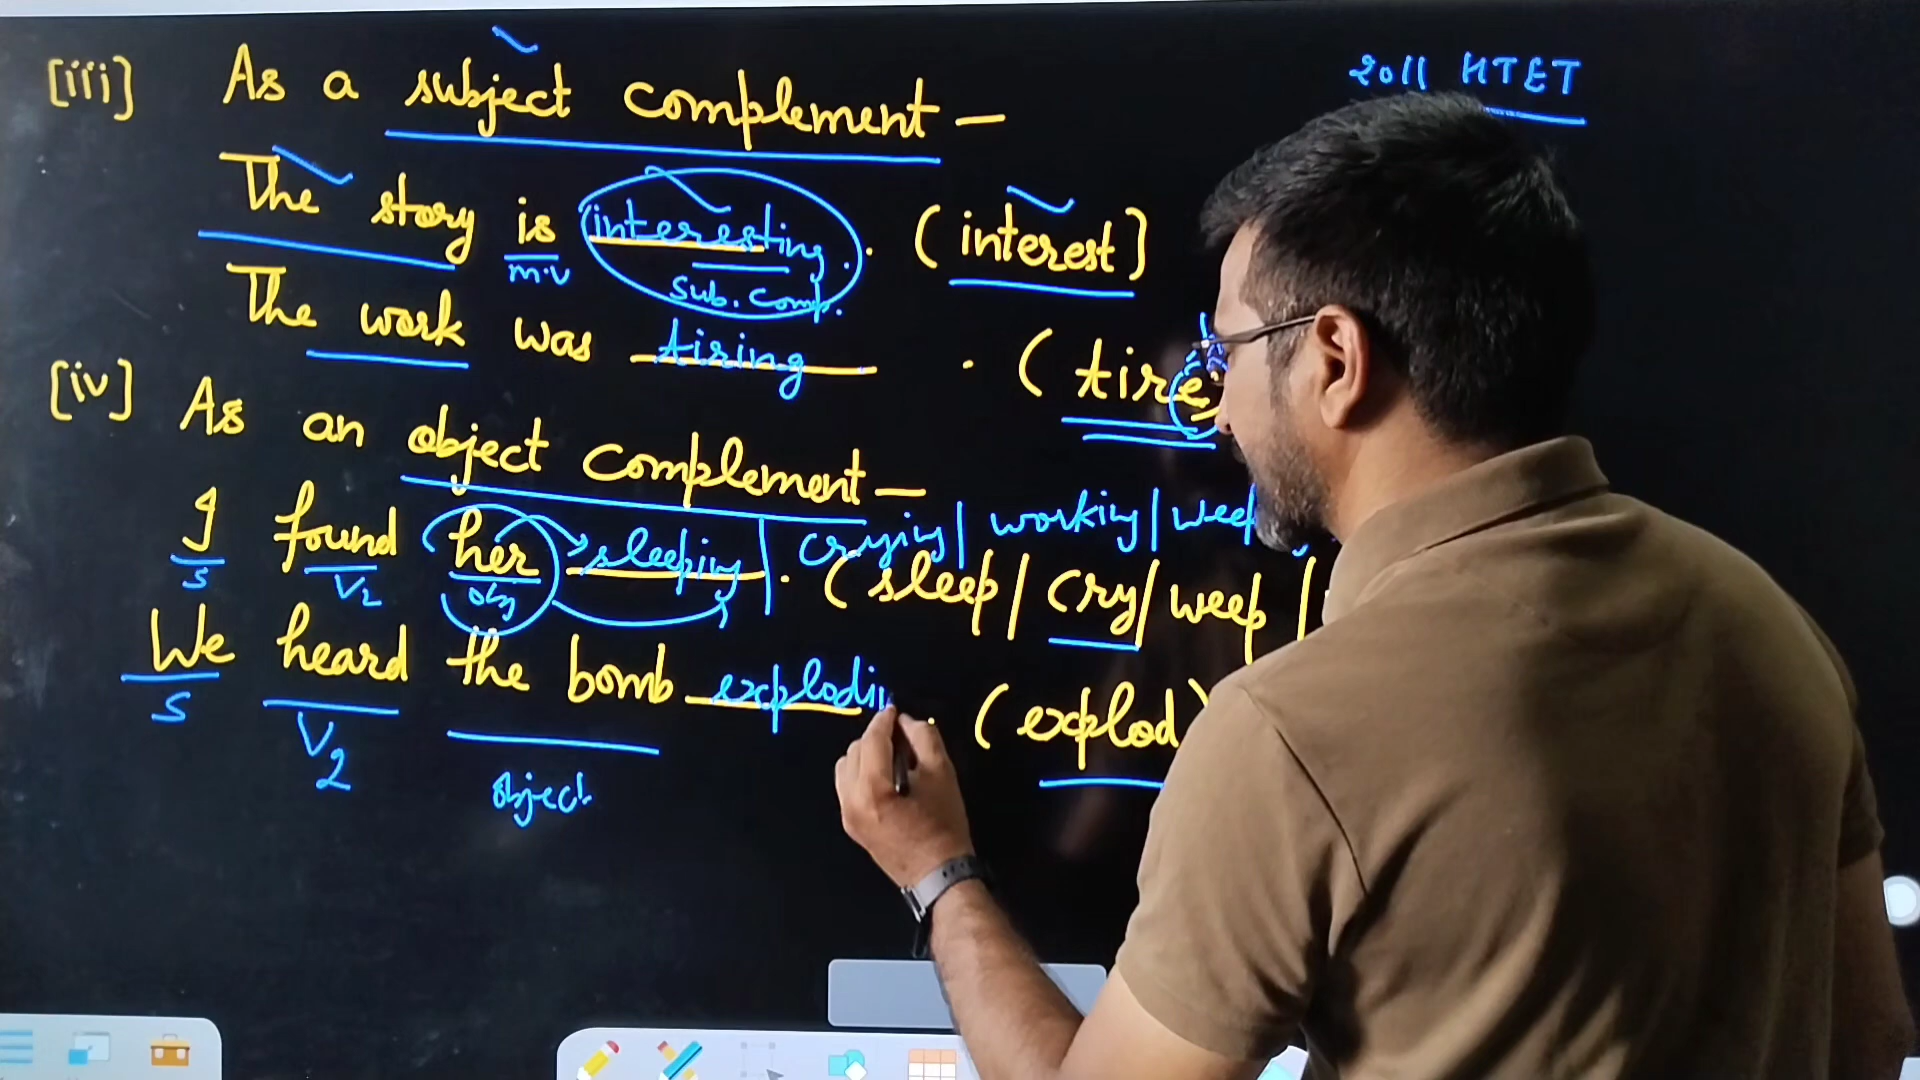 2011 HTET
[iii] As a subject complement —
The story is interesting. (interest)
m.v sub. comp.
The work was tiring. (tire)
[iv] As an object complement —
I found her sleeping | crying | working | weep
. (sleep / cry / weep /
S V2 obj
We heard the bomb explodin . (explod)
S V2 object